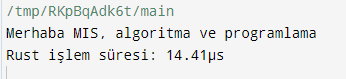 /tmp/RKpBqAdk6t/main
Merhaba MIS, algoritma ve programlama
Rust işlem süresi: 14.41µs